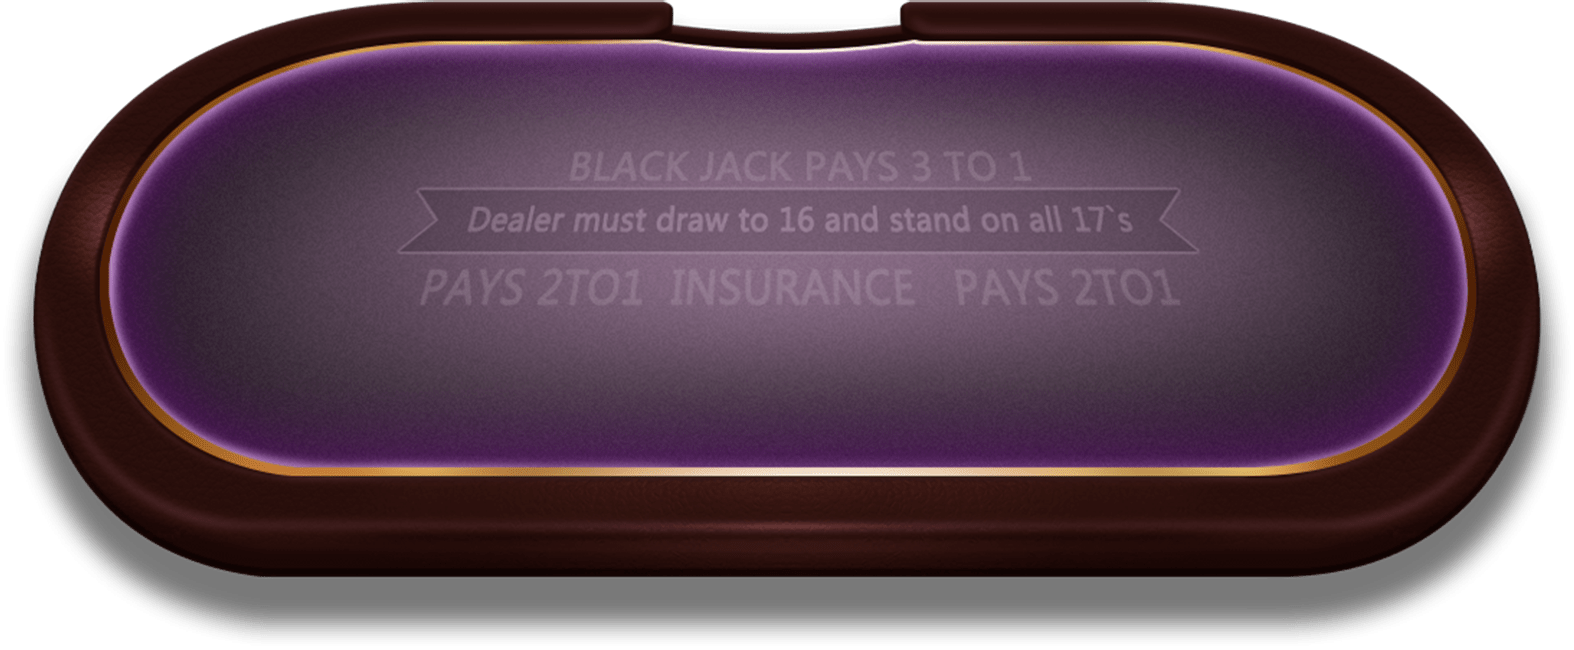 BLACK JACK PAYS 3 TO 1
Dealer must draw to 16 and stand on all 17`s
PAYS 2TO1 INSURANCE PAYS 2TO1